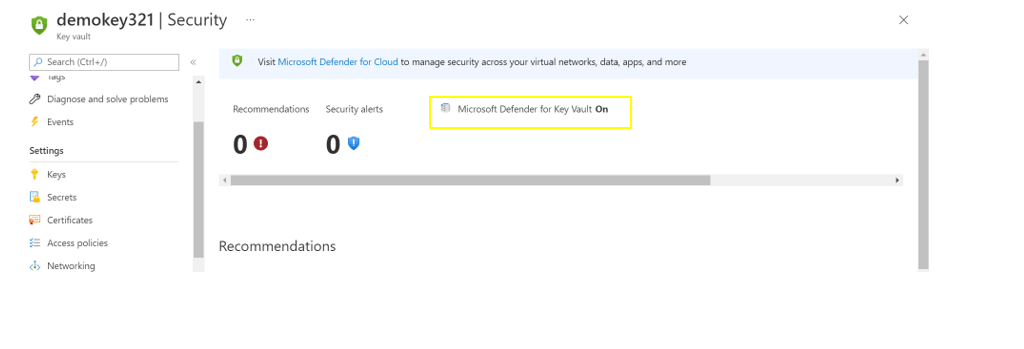 demokey321 | Security ...
Key vault
Search (Ctrl+/)
«
Tags
Diagnose and solve problems
Events
Settings
Keys
Secrets
Certificates
Access policies
Networking
Visit Microsoft Defender for Cloud to manage security across your virtual networks, data, apps, and more
Recommendations
0
Security alerts
0
Microsoft Defender for Key Vault On
Recommendations